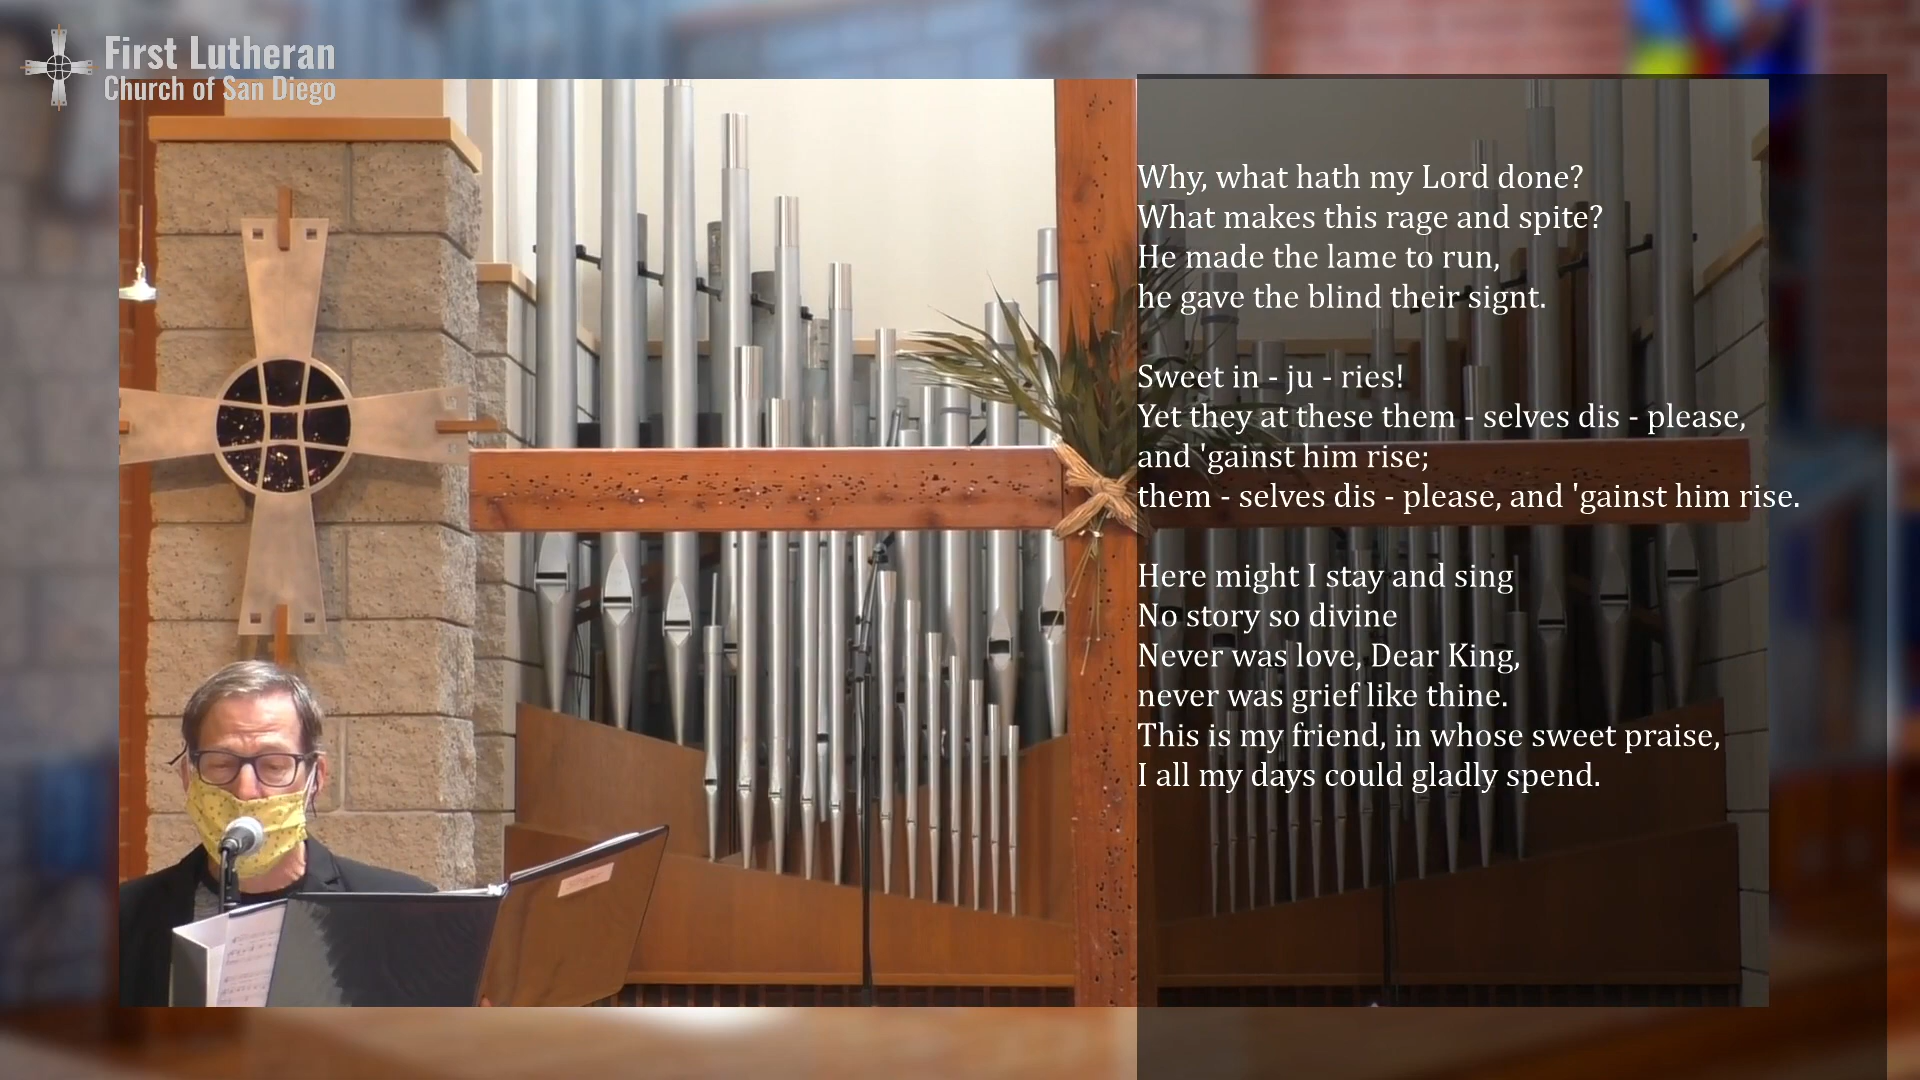 First Lutheran
Church of San Diego
Why, what hath my Lord done?
What makes this rage and spite?
He made the lame to run,
he gave the blind their signt.
Sweet in - ju - ries!
Yet they at these them - selves dis - please,
and 'gainst him rise;
them - selves dis - please, and 'gainst him rise.
Here might I stay and sing
No story so divine
Never was love, Dear King,
never was grief like thine.
This is my friend, in whose sweet praise,
I all my days could gladly spend.